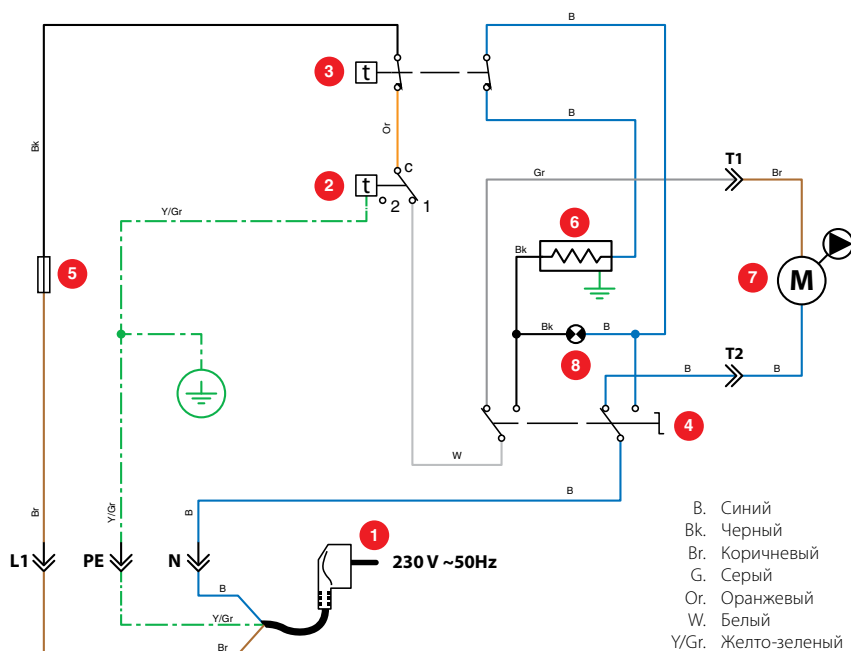 B
3
t
B
Bk
Or
T1
c
Gr
Br
2
t
2
1
Y/Gr
6
Bk
5
7
M
Bk
B
8
T2
B
B
4
W
B
B. Синий
Bk. Черный
Br. Коричневый
G. Серый
Or. Оранжевый
W. Белый
Y/Gr. Желто-зеленый
Br
Y/Gr
B
1
L1
PE
N
230 V ~50Hz
B
Y/Gr
Br